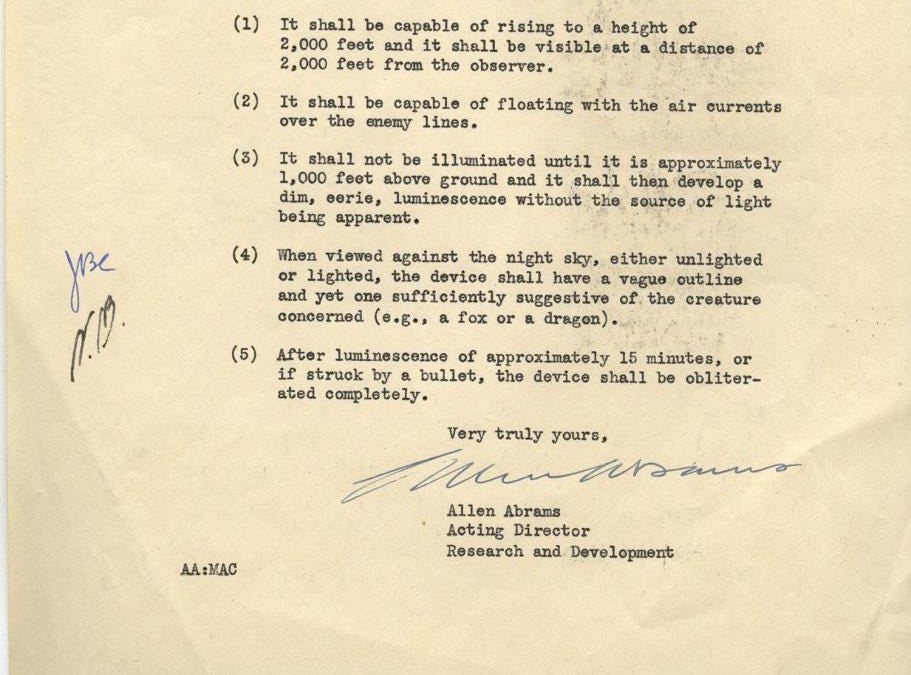 (1) It shall be capable of rising to a height of
2,000 feet and it shall be visible at a distance of
2,000 feet from the observer.
(2) It shall be capable of floating with the air currents
over the enemy lines.
(3) It shall not be illuminated until it is approximately
1,000 feet above ground and it shall then develop a
dim, eerie, luminescence without the source of light
being apparent.
(4) When viewed against the night sky, either unlighted
or lighted, the device shall have a vague outline
and yet one sufficiently suggestive of the creature
concerned (e.g., a fox or a dragon).
(5) After luminescence of approximately 15 minutes, or
if struck by a bullet, the device shall be obliter-
ated completely.
Very truly yours,
Allen Abrams
Allen Abrams
Acting Director
Research and Development
AA:MAC